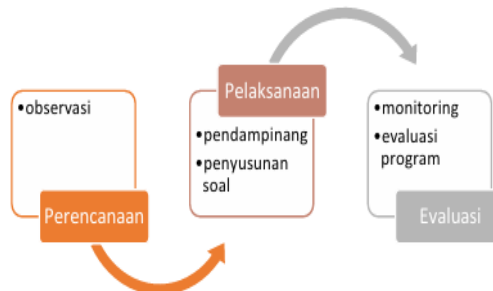 •observasi
Perencanaan
Pelaksanaan
•pendampinang
•penyusunan
soal
•monitoring
•evaluasi
program
Evaluasi